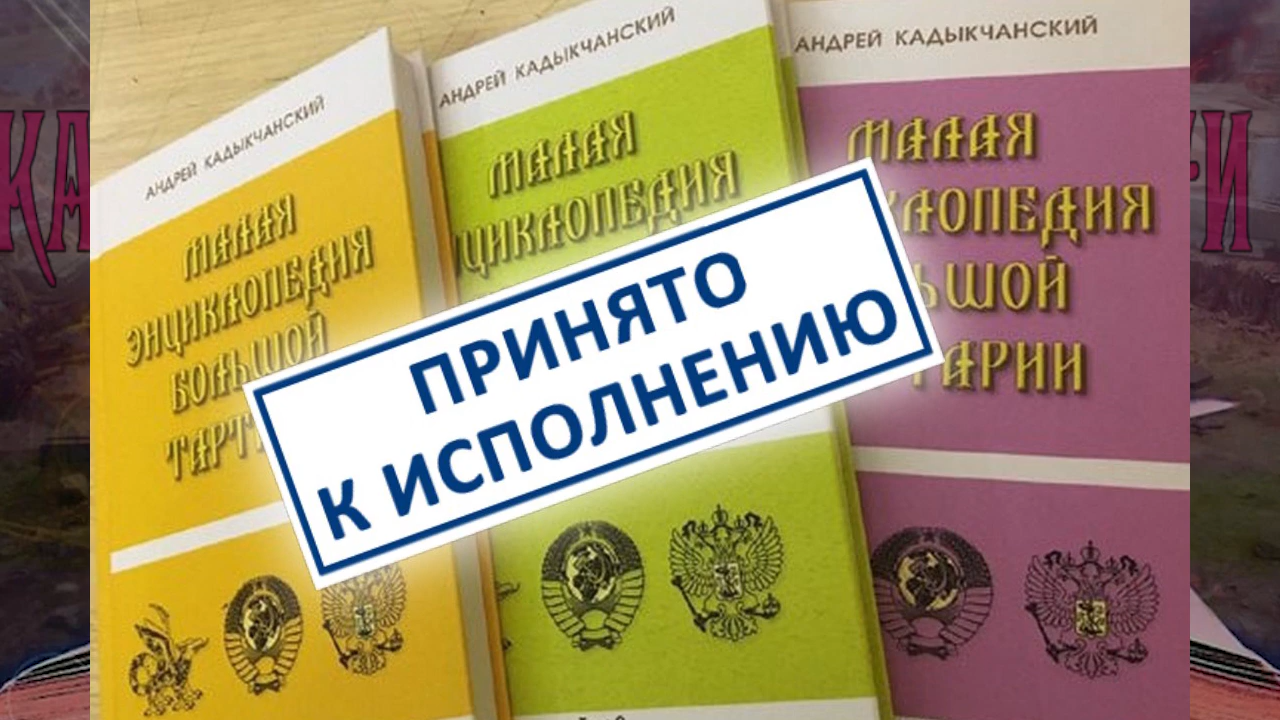 АНДРЕЙ КАДЫКЧАНСКИЙ
МАЛАЯ
ЭНЦИКЛОПЕДИЯ
БОЛЬШОЙ
АНДРЕЙ КАДЫКЧАНСКИЙ
МАЛАЯ
АНДРЕЙ КАДЫКЧАНСКИЙ
МАЛАЯ
ПРИНЯТО
К ИСПОЛНЕНИЮ